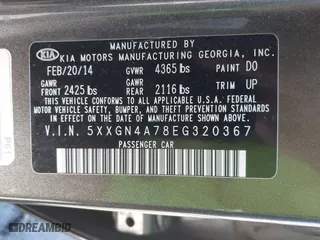 KIA KIA MOTORS MANUFACTURING GEORGIA, INC.
FEB/20/14 GVWR 4365 lbs PAINT D0
GAWR FRONT 2425 lbs GAWR REAR 2116 lbs TRIM UP
THIS VEHICLE CONFORMS TO ALL APPLICABLE FEDERAL MOTOR
VEHICLE SAFETY, BUMPER, AND THEFT PREVENTION STANDARDS
IN EFFECT ON THE DATE OF MANUFACTURE SHOWN ABOVE.
V.I.N. 5XXGN4A78EG320367
PASSENGER CAR
DREAMBID